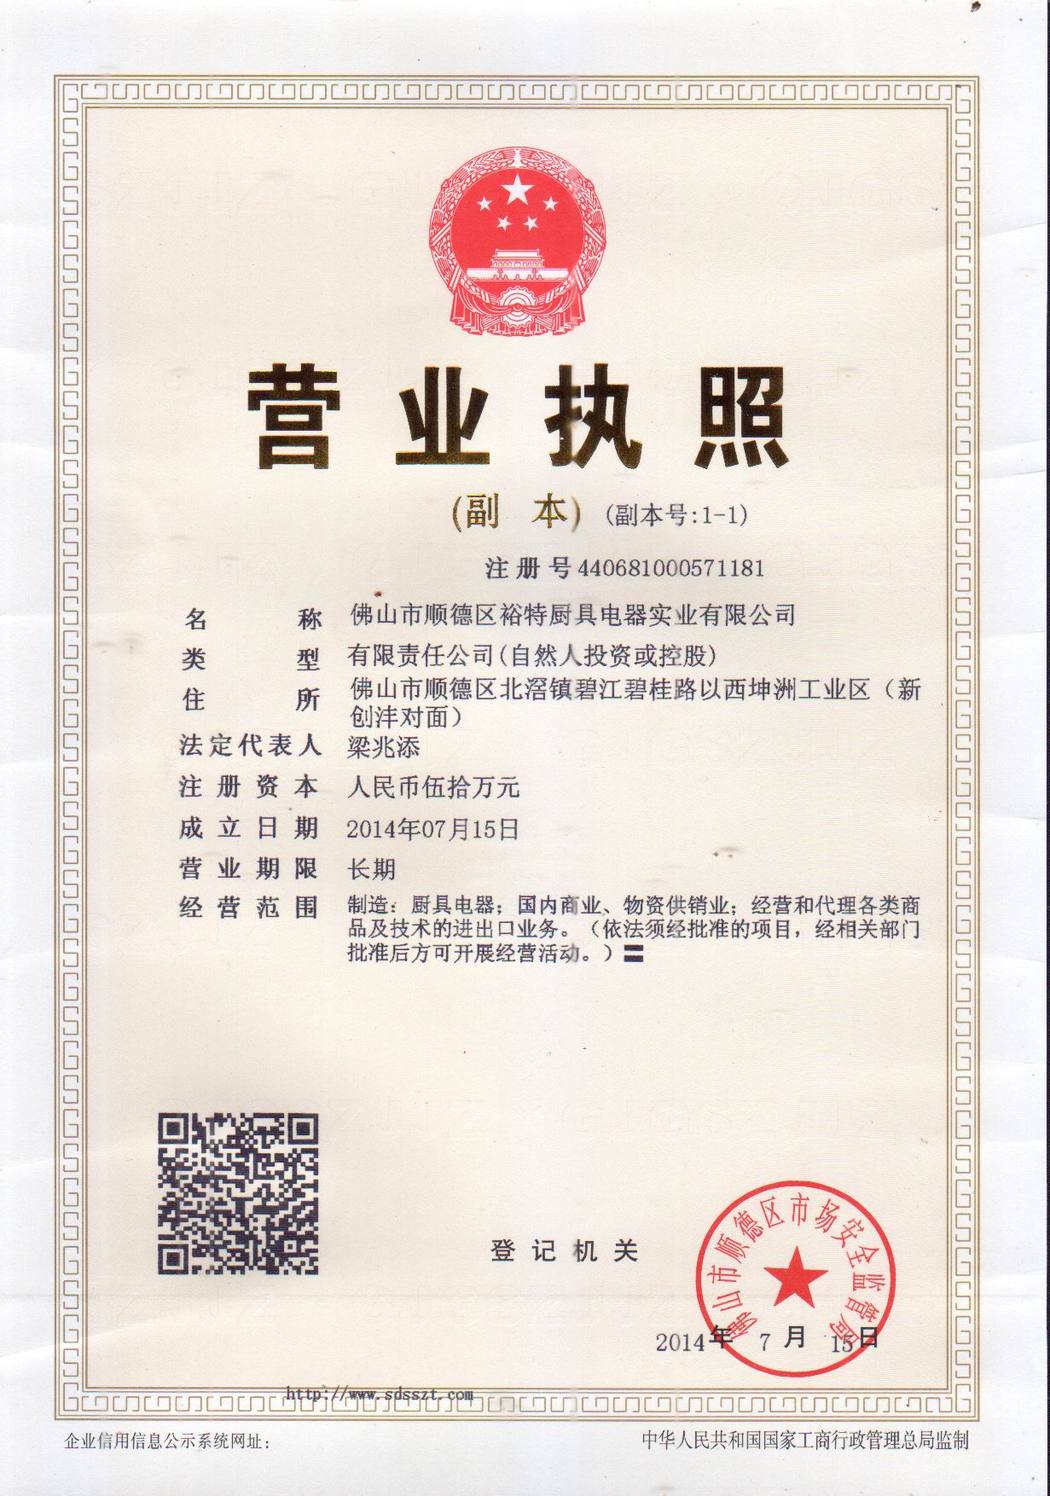 营业执照
(副 本) (副本号:1-1)
注册号440681000571181
名称 佛山市顺德区裕特厨具电器实业有限公司
类型 有限责任公司(自然人投资或控股)
住所 佛山市顺德区北滘镇碧江碧桂路以西坤洲工业区（新
创沣对面）
法定代表人 梁兆添
注册资本 人民币伍拾万元
成立日期 2014年07月15日
营业期限 长期
经营范围 制造：厨具电器；国内商业、物资供销业；经营和代理各类商
品及技术的进出口业务。（依法须经批准的项目，经相关部门
批准后方可开展经营活动。）〓
佛山市顺德区市场安全监管局
登记机关
2014年 7 月 15日
http://www.sdsszt.com
企业信用信息公示系统网址：
中华人民共和国国家工商行政管理总局监制